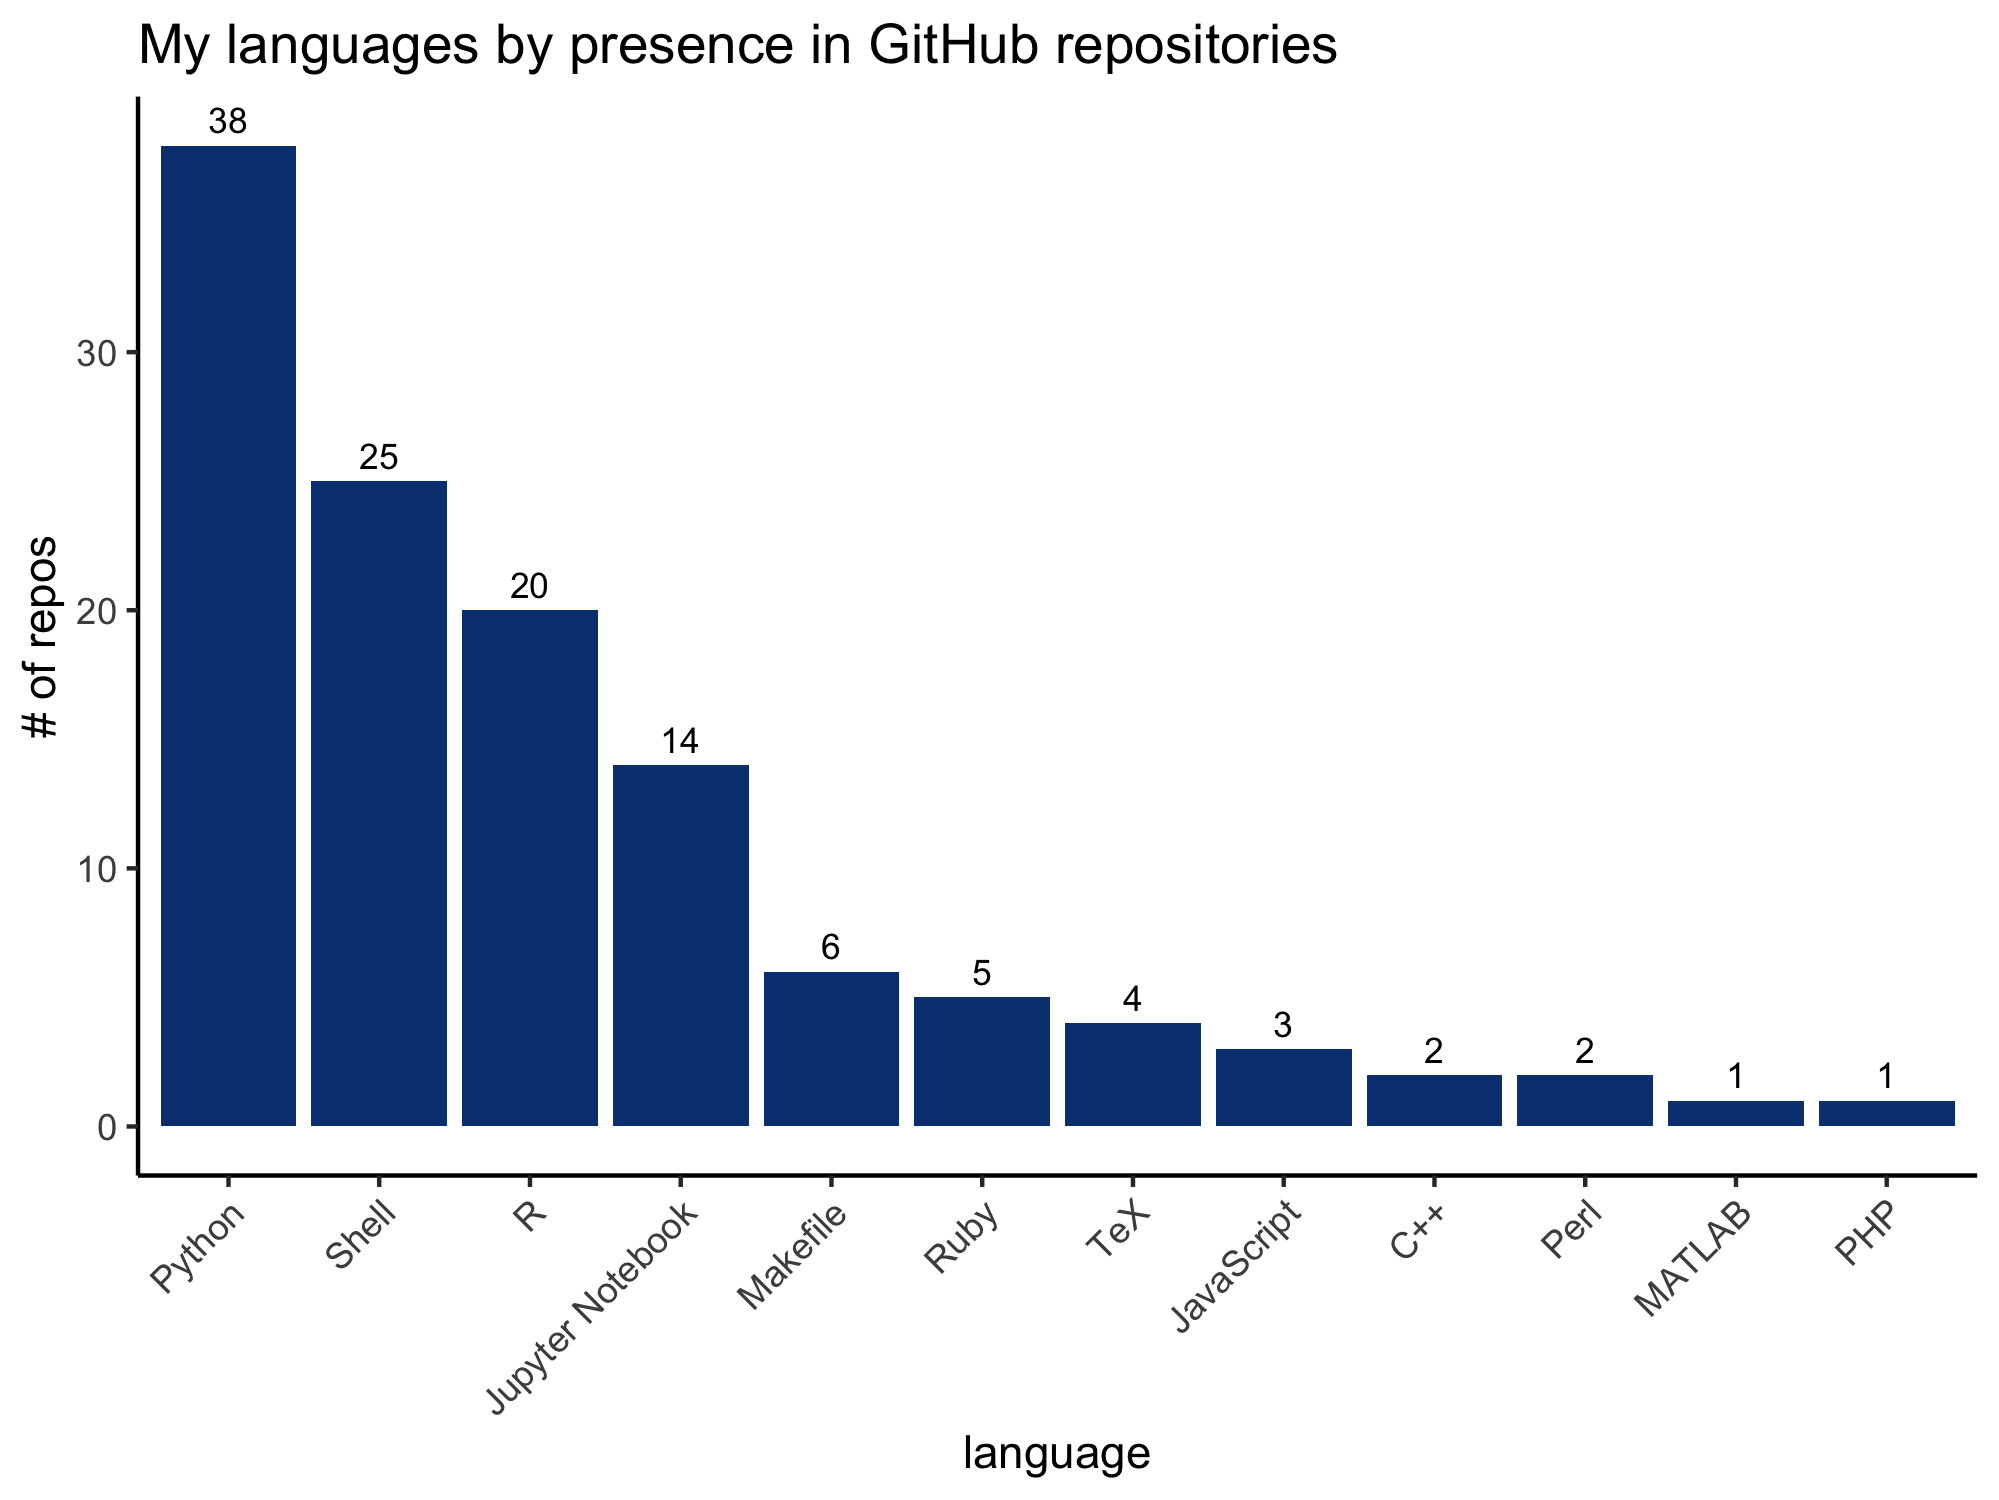 My languages by presence in GitHub repositories
38
25
20
14
6
5
4
3
2
2
1
1
30
20
10
0
# of repos
Python
Shell
R
Jupyter Notebook
Makefile
Ruby
TeX
JavaScript
C++
Perl
MATLAB
PHP
language